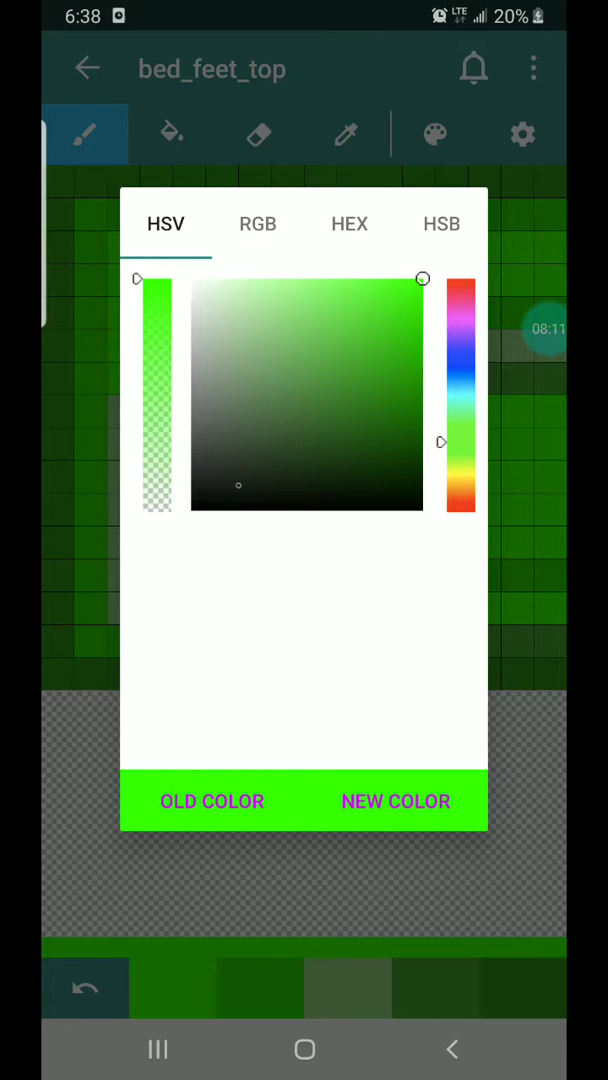 6:38 LTE 20%
bed_feet_top
HSV RGB HEX HSB
08:11
OLD COLOR NEW COLOR